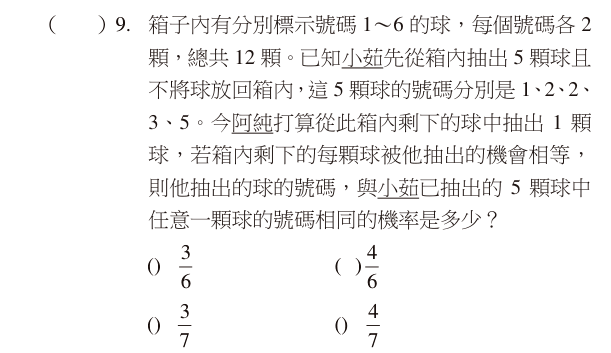 (　　) 9. 箱子內有分別標示號碼 1～6 的球，每個號碼各 2
顆，總共 12 顆。已知小茹先從箱內抽出 5 顆球且
不將球放回箱內，這 5 顆球的號碼分別是 1、2、2、
3、5。今阿純打算從此箱內剩下的球中抽出 1 顆
球，若箱內剩下的每顆球被他抽出的機會相等，
則他抽出的球的號碼，與小茹已抽出的 5 顆球中
任意一顆球的號碼相同的機率是多少？
() 3/6　( ) 4/6
() 3/7　() 4/7